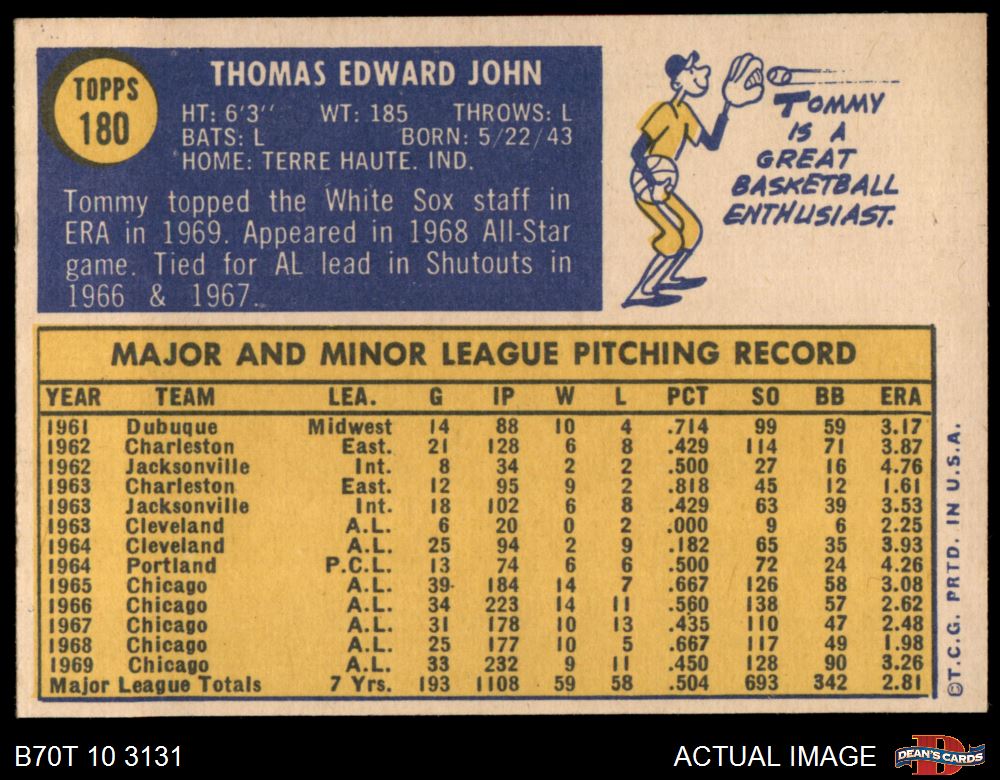 TOPPS
180
THOMAS EDWARD JOHN
HT: 6'3'' WT: 185 THROWS: L
BATS: L BORN: 5/22/43
HOME: TERRE HAUTE. IND.
Tommy topped the White Sox staff in
ERA in 1969. Appeared in 1968 All-Star
game. Tied for AL lead in Shutouts in
1966 & 1967.
TOMMY
IS A
GREAT
BASKETBALL
ENTHUSIAST.
MAJOR AND MINOR LEAGUE PITCHING RECORD
YEAR TEAM LEA. G IP W L PCT SO BB ERA
1961 Dubuque Midwest 14 88 10 4 .714 99 59 3.17
1962 Charleston East. 21 128 6 8 .429 114 71 3.87
1962 Jacksonville Int. 8 34 2 2 .500 27 16 4.76
1963 Charleston East. 12 95 9 2 .818 45 12 1.61
1963 Jacksonville Int. 18 102 6 8 .429 63 39 3.53
1963 Cleveland A.L. 6 20 0 2 .000 9 6 2.25
1964 Cleveland A.L. 25 94 2 9 .182 65 35 3.93
1964 Portland P.C.L. 13 74 6 6 .500 72 24 4.26
1965 Chicago A.L. 39 184 14 7 .667 126 58 3.08
1966 Chicago A.L. 34 223 14 11 .560 138 57 2.62
1967 Chicago A.L. 31 178 10 13 .435 110 47 2.48
1968 Chicago A.L. 25 177 10 5 .667 117 49 1.98
1969 Chicago A.L. 33 232 9 11 .450 128 90 3.26
Major League Totals 7 Yrs. 193 1108 59 58 .504 693 342 2.81
©T.C.G. PRTD. IN U.S.A.
B70T 10 3131
ACTUAL IMAGE
DEAN'S CARDS